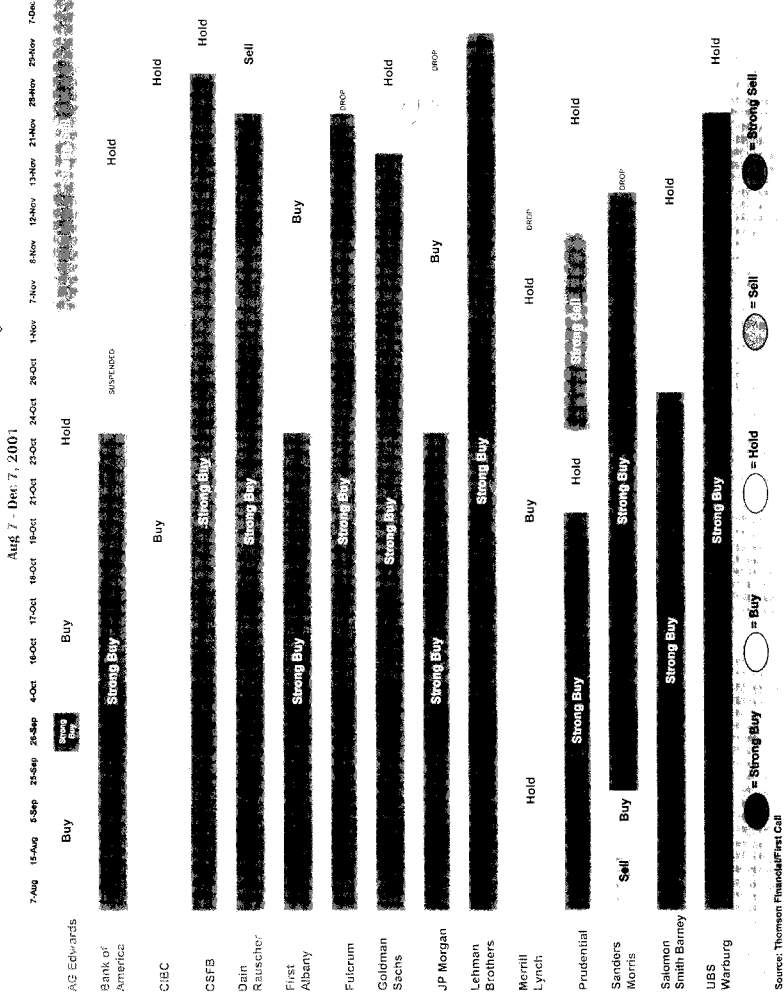 Aug 7 - Dec 7, 2001
7-Aug 15-Aug 5-Sep 25-Sep 26-Sep 4-Oct 16-Oct 17-Oct 18-Oct 19-Oct 21-Oct 23-Oct 24-Oct 26-Oct 1-Nov 7-Nov 8-Nov 12-Nov 13-Nov 21-Nov 28-Nov 29-Nov 7-Dec
AG Edwards Buy Strong Buy Buy Hold
Bank of America Strong Buy SUSPENDED Hold
CIBC Buy Hold
CSFB Strong Buy Hold
Dain Rauscher Strong Buy Sell
First Albany Strong Buy Buy
Fulcrum Strong Buy DROP
Goldman Sachs Strong Buy Hold
JP Morgan Strong Buy Buy DROP
Lehman Brothers Strong Buy
Merrill Lynch Hold Buy Hold DROP
Prudential Strong Buy Hold Strong Sell Hold
Sanders Morris Sell Buy Strong Buy DROP
Salomon Smith Barney Strong Buy Hold
UBS Warburg Strong Buy Hold
= Strong Buy = Buy = Hold = Sell = Strong Sell
Source: Thomson Financial/First Call